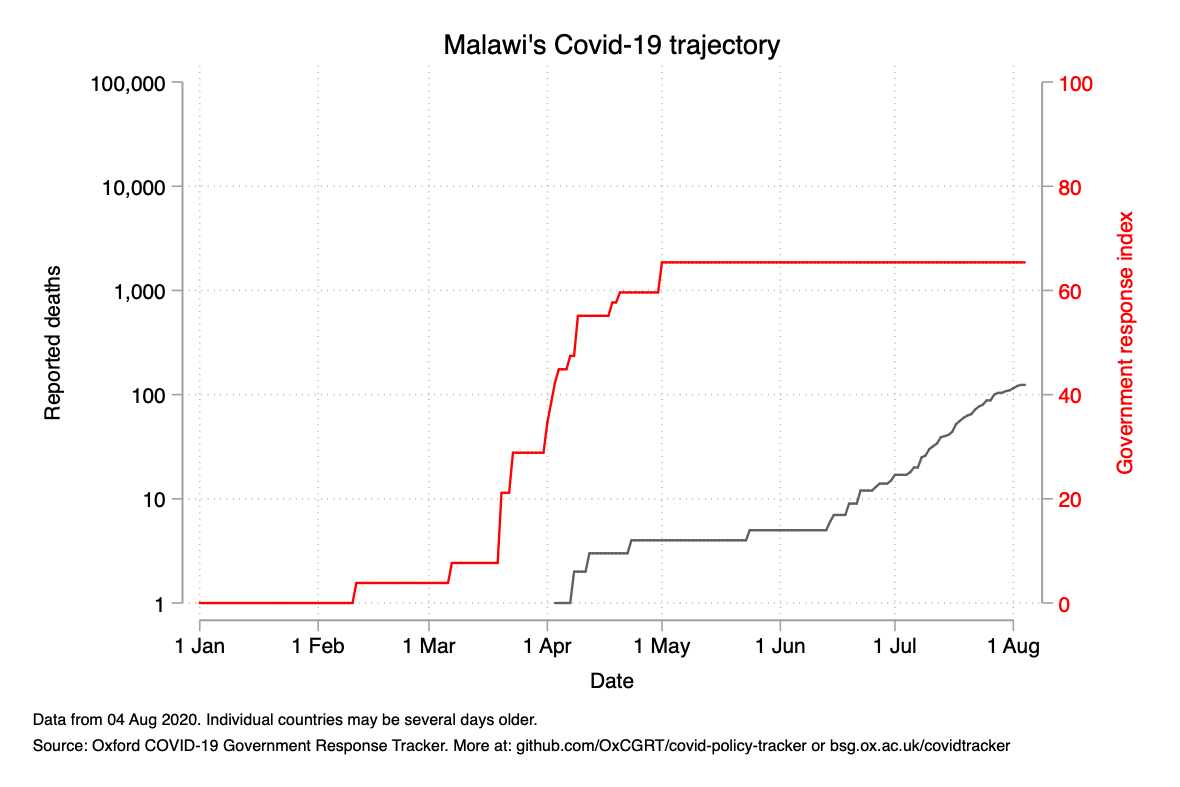 Malawi's Covid-19 trajectory
100,000
10,000
1,000
100
10
1
Reported deaths
100
80
60
40
20
0
Government response index
1 Jan
1 Feb
1 Mar
1 Apr
1 May
1 Jun
1 Jul
1 Aug
Date
Data from 04 Aug 2020. Individual countries may be several days older.
Source: Oxford COVID-19 Government Response Tracker. More at: github.com/OxCGRT/covid-policy-tracker or bsg.ox.ac.uk/covidtracker